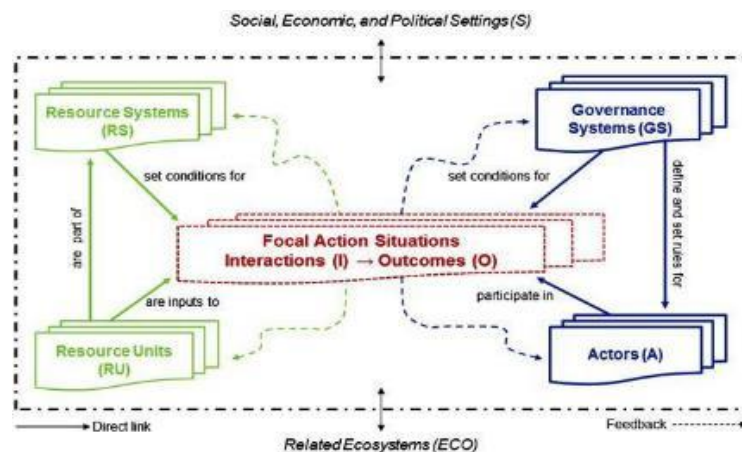 Social, Economic, and Political Settings (S)
Resource Systems
(RS)
Governance
Systems (GS)
set conditions for
set conditions for
are part of
define and set rules for
Focal Action Situations
Interactions (I) → Outcomes (O)
are inputs to
participate in
Resource Units
(RU)
Actors (A)
Direct link
Related Ecosystems (ECO)
Feedback